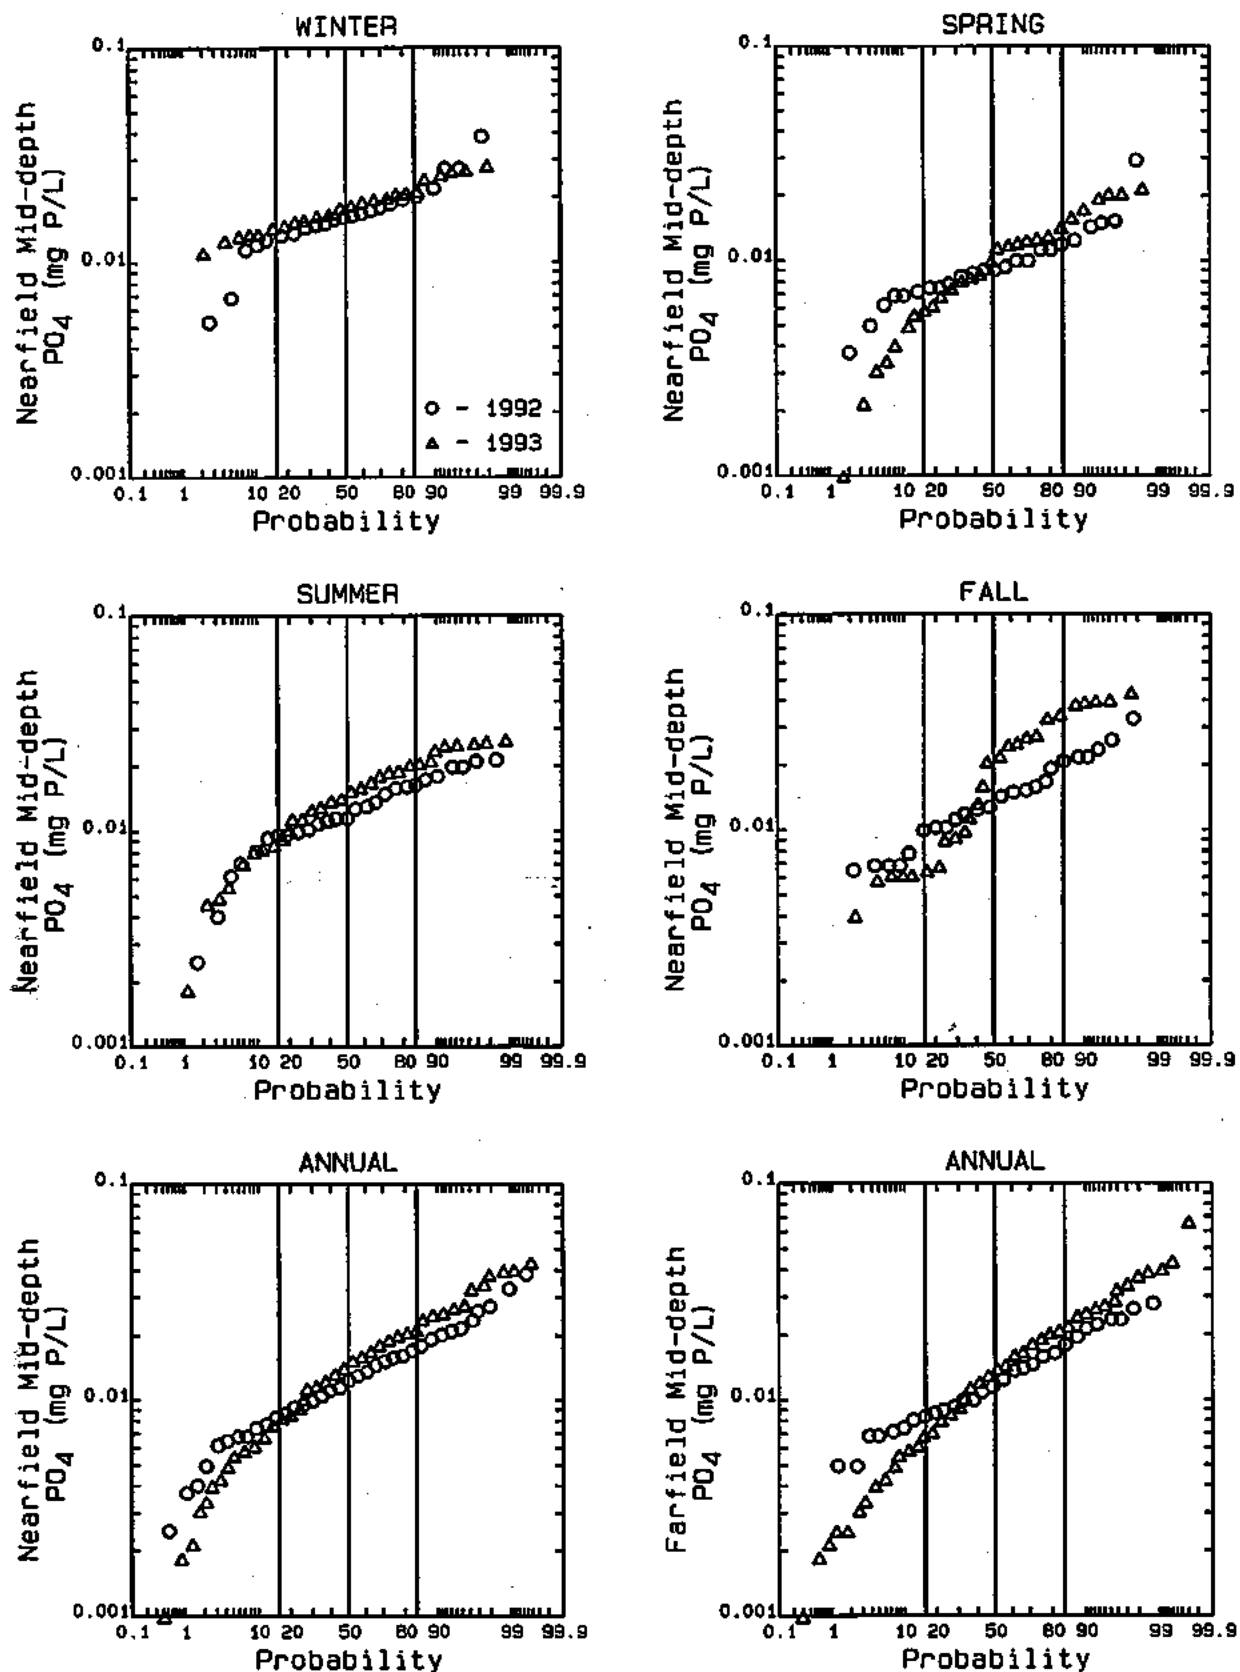 WINTER
0.1
0.01
0.001
Nearfield Mid-depth
PO4 (mg P/L)
o - 1992
△ - 1993
0.1 1 10 20 50 80 90 99 99.9
Probability
SPRING
0.1
0.01
0.001
Nearfield Mid-depth
PO4 (mg P/L)
0.1 1 10 20 50 80 90 99 99.9
Probability
SUMMER
0.1
0.01
0.001
Nearfield Mid-depth
PO4 (mg P/L)
0.1 1 10 20 50 80 90 99 99.9
Probability
FALL
0.1
0.01
0.001
Nearfield Mid-depth
PO4 (mg P/L)
0.1 1 10 20 50 80 90 99 99.9
Probability
ANNUAL
0.1
0.01
0.001
Nearfield Mid-depth
PO4 (mg P/L)
0.1 1 10 20 50 80 90 99 99.9
Probability
ANNUAL
0.1
0.01
0.001
Farfield Mid-depth
PO4 (mg P/L)
0.1 1 10 20 50 80 90 99 99.9
Probability